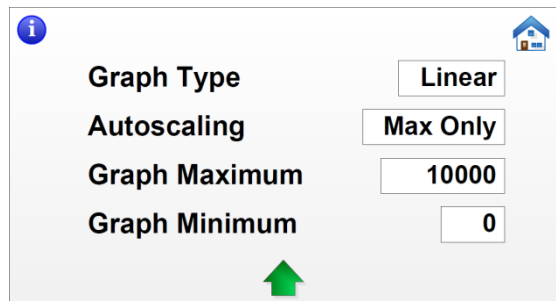 i
Graph Type Linear
Autoscaling Max Only
Graph Maximum 10000
Graph Minimum 0